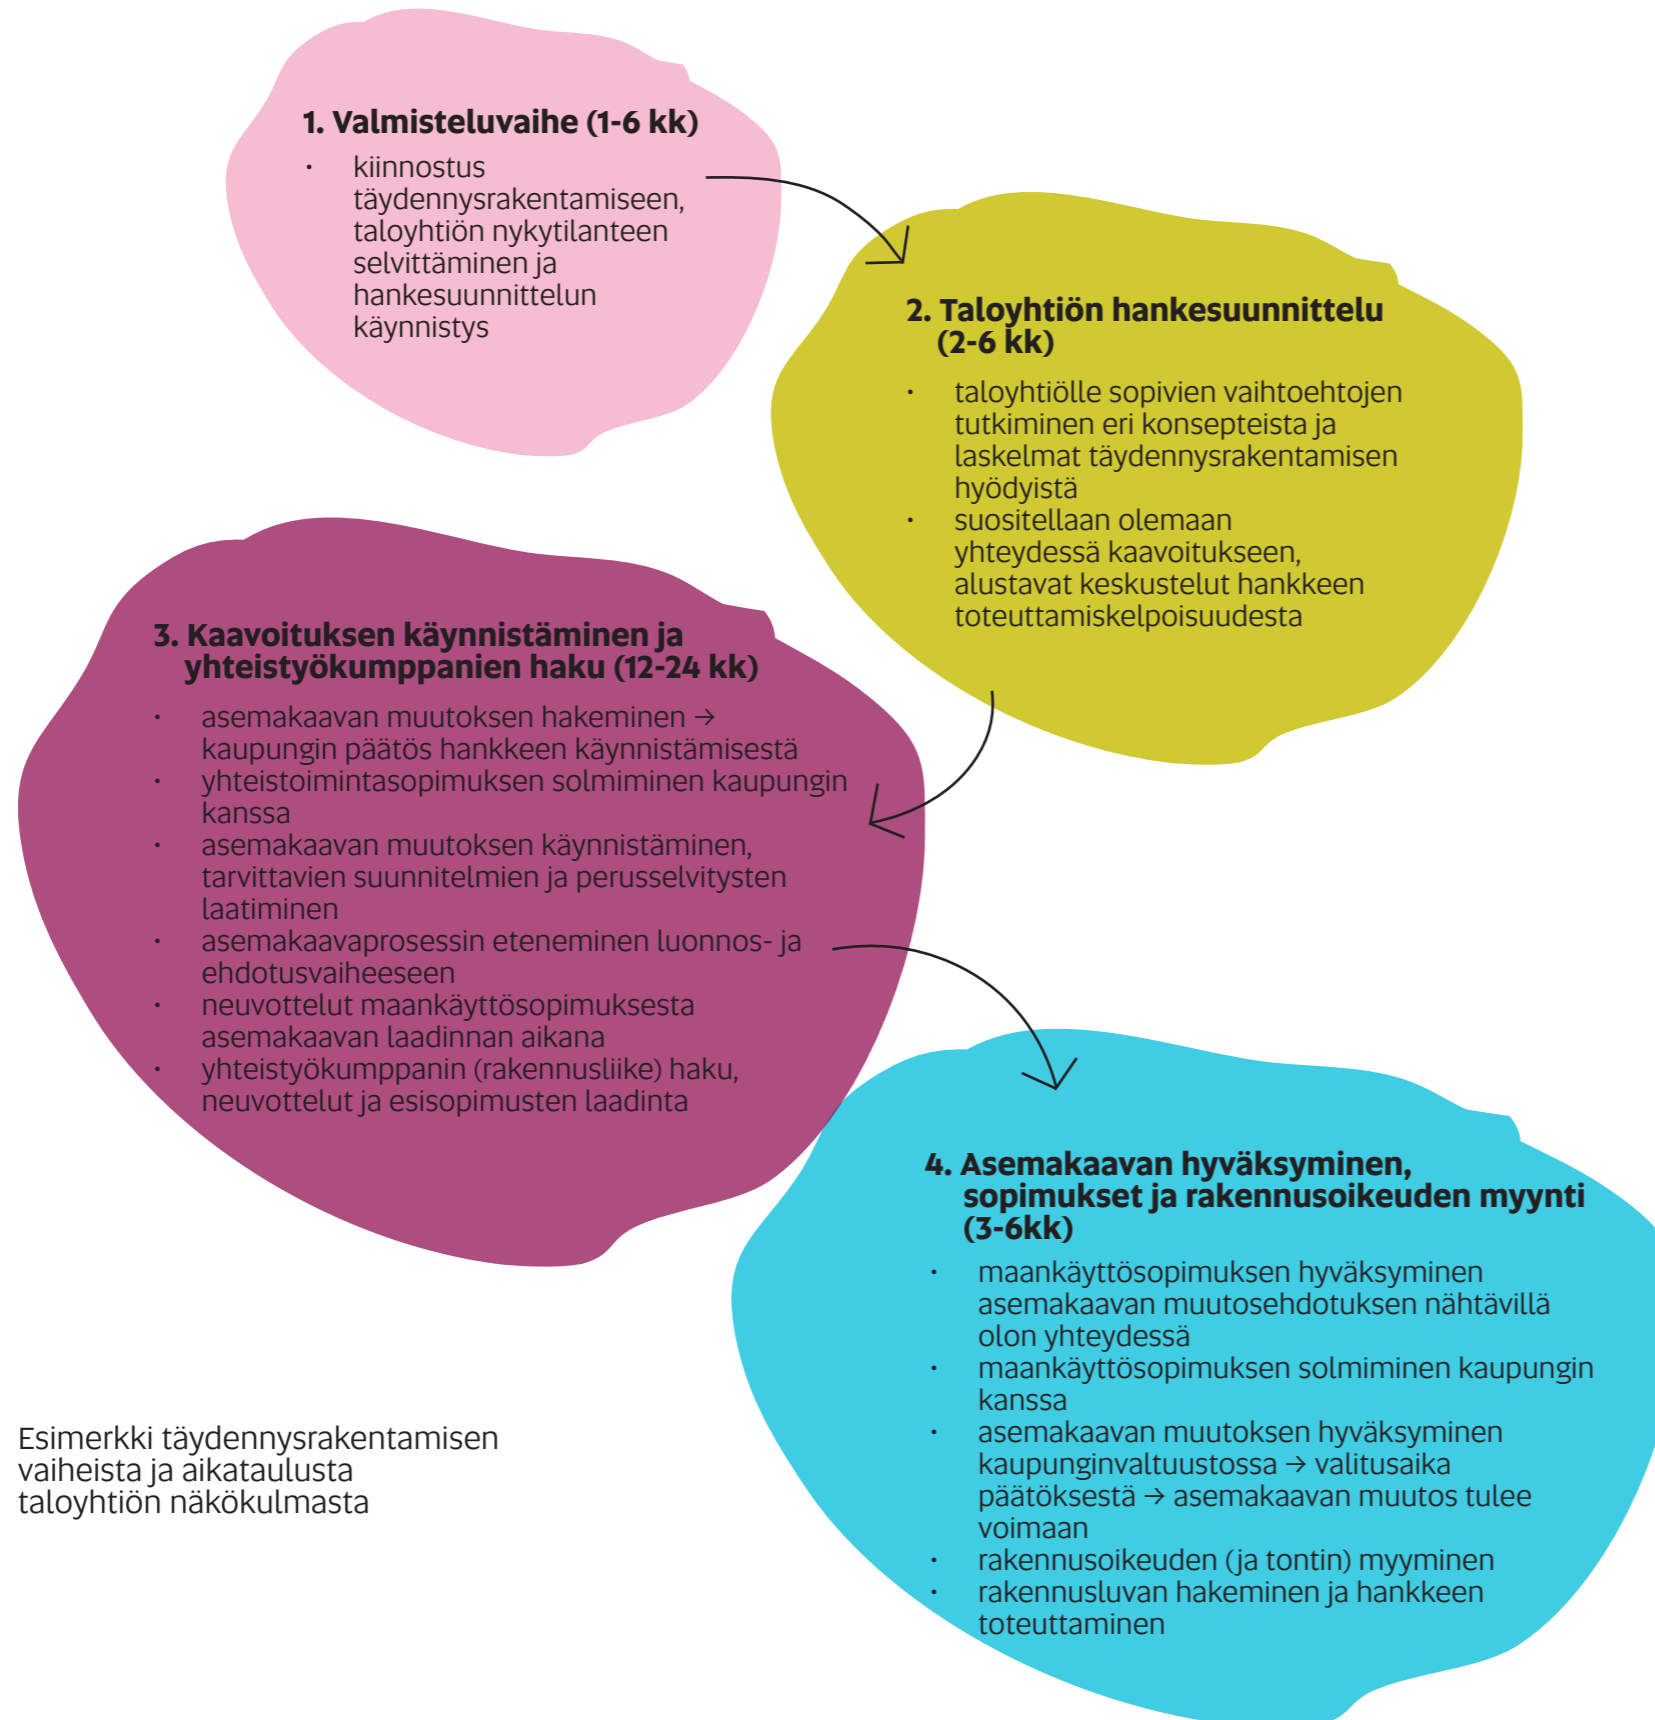 1. Valmisteluvaihe (1-6 kk)
· kiinnostus
täydennysrakentamiseen,
taloyhtiön nykytilanteen
selvittäminen ja
hankesuunnittelun
käynnistys
2. Taloyhtiön hankesuunnittelu
(2-6 kk)
· taloyhtiölle sopivien vaihtoehtojen
tutkiminen eri konsepteista ja
laskelmat täydennysrakentamisen
hyödyistä
· suositellaan olemaan
yhteydessä kaavoitukseen,
alustavat keskustelut hankkeen
toteuttamiskelpoisuudesta
3. Kaavoituksen käynnistäminen ja
yhteistyökumppanien haku (12-24 kk)
· asemakaavan muutoksen hakeminen →
kaupungin päätös hankkeen käynnistämisestä
· yhteistoimintasopimuksen solmiminen kaupungin
kanssa
· asemakaavan muutoksen käynnistäminen,
tarvittavien suunnitelmien ja perusselvitysten
laatiminen
· asemakaavaprosessin eteneminen luonnos- ja
ehdotusvaiheeseen
· neuvottelut maankäyttösopimuksesta
asemakaavan laadinnan aikana
· yhteistyökumppanin (rakennusliike) haku,
neuvottelut ja esisopimusten laadinta
4. Asemakaavan hyväksyminen,
sopimukset ja rakennusoikeuden myynti
(3-6kk)
· maankäyttösopimuksen hyväksyminen
asemakaavan muutosehdotuksen nähtävillä
olon yhteydessä
· maankäyttösopimuksen solmiminen kaupungin
kanssa
· asemakaavan muutoksen hyväksyminen
kaupunginvaltuustossa → valitusaika
päätöksestä → asemakaavan muutos tulee
voimaan
· rakennusoikeuden (ja tontin) myyminen
· rakennusluvan hakeminen ja hankkeen
toteuttaminen
Esimerkki täydennysrakentamisen
vaiheista ja aikataulusta
taloyhtiön näkökulmasta